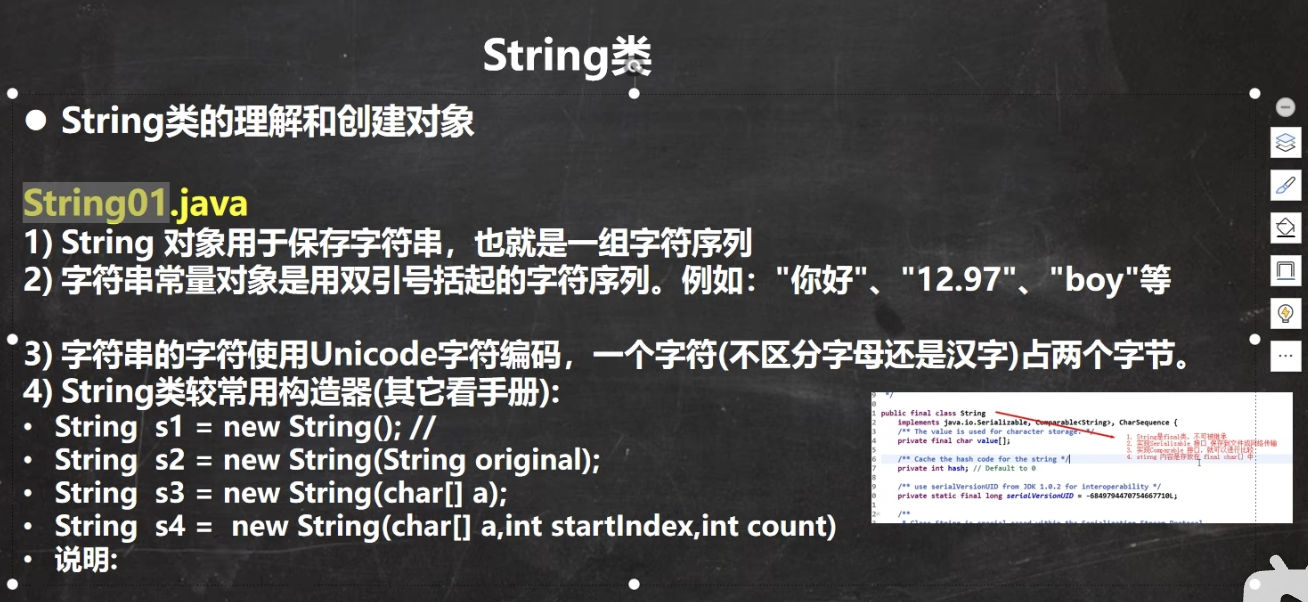 String类
● String类的理解和创建对象
String01.java
1) String 对象用于保存字符串，也就是一组字符序列
2) 字符串常量对象是用双引号括起的字符序列。例如："你好"、"12.97"、"boy"等
3) 字符串的字符使用Unicode字符编码，一个字符(不区分字母还是汉字)占两个字节。
4) String类较常用构造器(其它看手册):
• String s1 = new String(); //
• String s2 = new String(String original);
• String s3 = new String(char[] a);
• String s4 = new String(char[] a,int startIndex,int count)
• 说明:
*/
public final class String
implements java.io.Serializable, Comparable<String>, CharSequence {
/** The value is used for character storage. */
private final char value[];
/** Cache the hash code for the string */
private int hash; // Default to 0
/** use serialVersionUID from JDK 1.0.2 for interoperability */
private static final long serialVersionUID = -6849794470754667710L;
/**
1. String是final类，不可被继承
2. 实现Serializable 接口 保存到文件或网络传输
3. 实现Comparable 接口，就可以进行比较
4. string 内容是存放在 final char[] 中